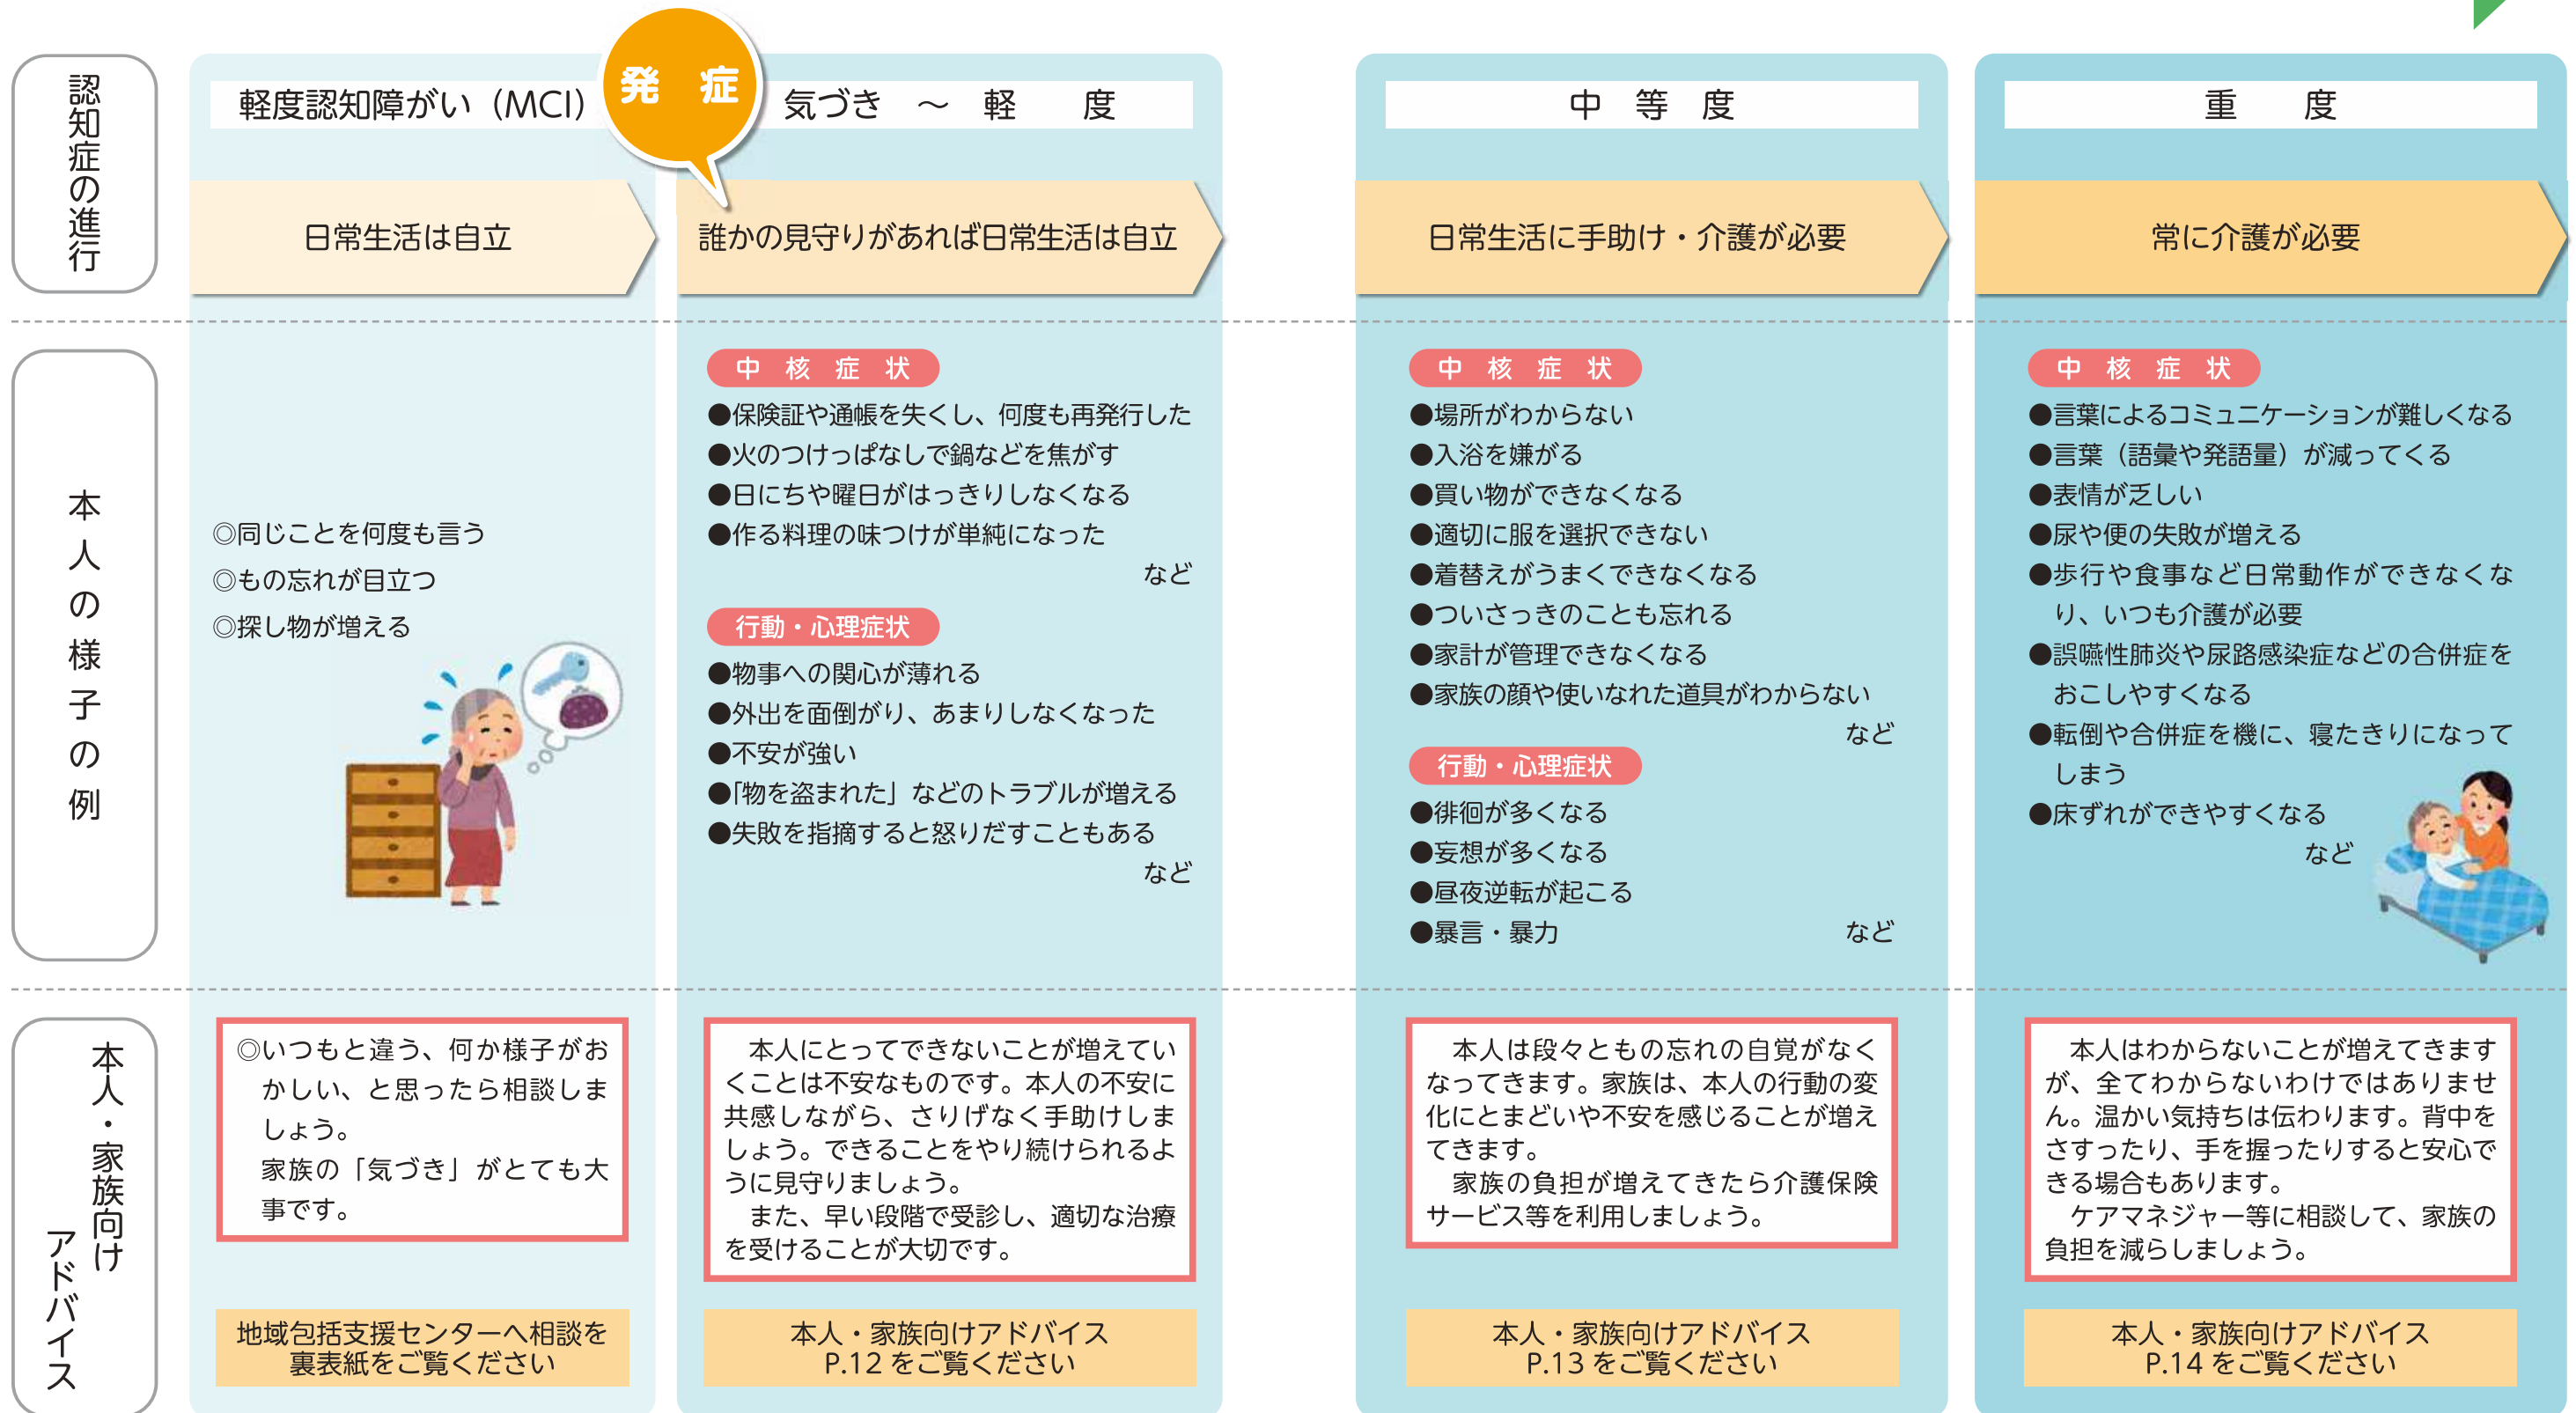 認知症の進行
軽度認知障がい（MCI）
発　症
気づき　～　軽　　度
中　等　度
重　　度
日常生活は自立
誰かの見守りがあれば日常生活は自立
日常生活に手助け・介護が必要
常に介護が必要
本人の様子の例
◎同じことを何度も言う
◎もの忘れが目立つ
◎探し物が増える
中　核　症　状
●保険証や通帳を失くし、何度も再発行した
●火のつけっぱなしで鍋などを焦がす
●日にちや曜日がはっきりしなくなる
●作る料理の味つけが単純になった
など
行動・心理症状
●物事への関心が薄れる
●外出を面倒がり、あまりしなくなった
●不安が強い
●「物を盗まれた」などのトラブルが増える
●失敗を指摘すると怒りだすこともある
など
中　核　症　状
●場所がわからない
●入浴を嫌がる
●買い物ができなくなる
●適切に服を選択できない
●着替えがうまくできなくなる
●ついさっきのことも忘れる
●家計が管理できなくなる
●家族の顔や使いなれた道具がわからない
など
行動・心理症状
●徘徊が多くなる
●妄想が多くなる
●昼夜逆転が起こる
●暴言・暴力　など
中　核　症　状
●言葉によるコミュニケーションが難しくなる
●言葉（語彙や発語量）が減ってくる
●表情が乏しい
●尿や便の失敗が増える
●歩行や食事など日常動作ができなくな
り、いつも介護が必要
●誤嚥性肺炎や尿路感染症などの合併症を
おこしやすくなる
●転倒や合併症を機に、寝たきりになって
しまう
●床ずれができやすくなる
など
本人・家族向け
アドバイス
◎いつもと違う、何か様子がお
かしい、と思ったら相談しま
しょう。
家族の「気づき」がとても大
事です。
地域包括支援センターへ相談を
裏表紙をご覧ください
本人にとってできないことが増えてい
くことは不安なものです。本人の不安に
共感しながら、さりげなく手助けしま
しょう。できることをやり続けられるよ
うに見守りましょう。
また、早い段階で受診し、適切な治療
を受けることが大切です。
本人・家族向けアドバイス
P.12 をご覧ください
本人は段々ともの忘れの自覚がなく
なってきます。家族は、本人の行動の変
化にとまどいや不安を感じることが増え
てきます。
家族の負担が増えてきたら介護保険
サービス等を利用しましょう。
本人・家族向けアドバイス
P.13 をご覧ください
本人はわからないことが増えてきます
が、全てわからないわけではありませ
ん。温かい気持ちは伝わります。背中を
さすったり、手を握ったりすると安心で
きる場合もあります。
ケアマネジャー等に相談して、家族の
負担を減らしましょう。
本人・家族向けアドバイス
P.14 をご覧ください